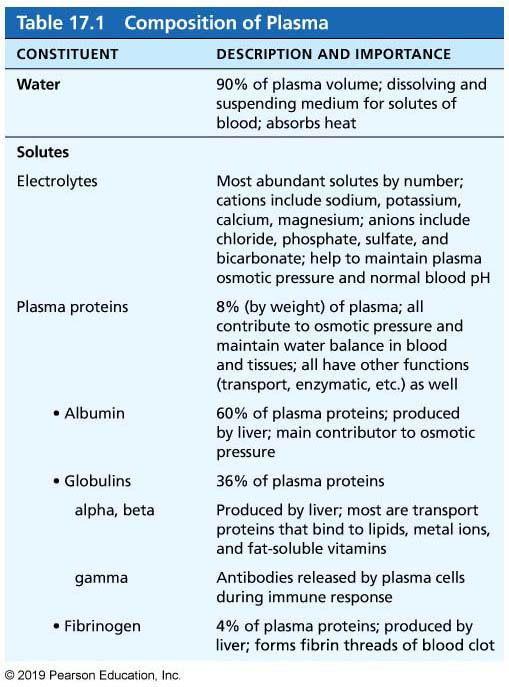 Table 17.1 Composition of Plasma
CONSTITUENT DESCRIPTION AND IMPORTANCE
Water 90% of plasma volume; dissolving and
suspending medium for solutes of
blood; absorbs heat
Solutes
Electrolytes Most abundant solutes by number;
cations include sodium, potassium,
calcium, magnesium; anions include
chloride, phosphate, sulfate, and
bicarbonate; help to maintain plasma
osmotic pressure and normal blood pH
Plasma proteins 8% (by weight) of plasma; all
contribute to osmotic pressure and
maintain water balance in blood
and tissues; all have other functions
(transport, enzymatic, etc.) as well
• Albumin 60% of plasma proteins; produced
by liver; main contributor to osmotic
pressure
• Globulins 36% of plasma proteins
alpha, beta Produced by liver; most are transport
proteins that bind to lipids, metal ions,
and fat-soluble vitamins
gamma Antibodies released by plasma cells
during immune response
• Fibrinogen 4% of plasma proteins; produced by
liver; forms fibrin threads of blood clot
© 2019 Pearson Education, Inc.